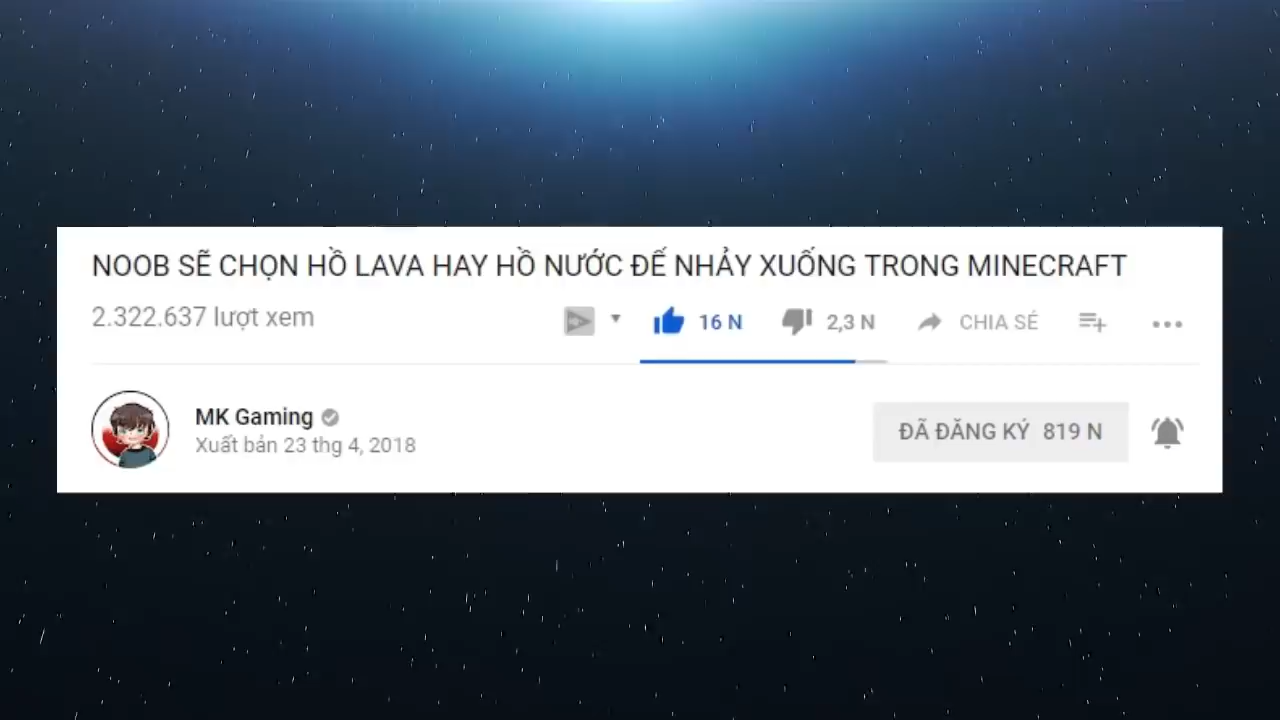 NOOB SẼ CHỌN HỒ LAVA HAY HỒ NƯỚC ĐẾ NHẢY XUỐNG TRONG MINECRAFT
2.322.637 lượt xem
16 N
2,3 N
CHIA SẺ
MK Gaming
Xuất bản 23 thg 4, 2018
ĐÃ ĐĂNG KÝ 819 N